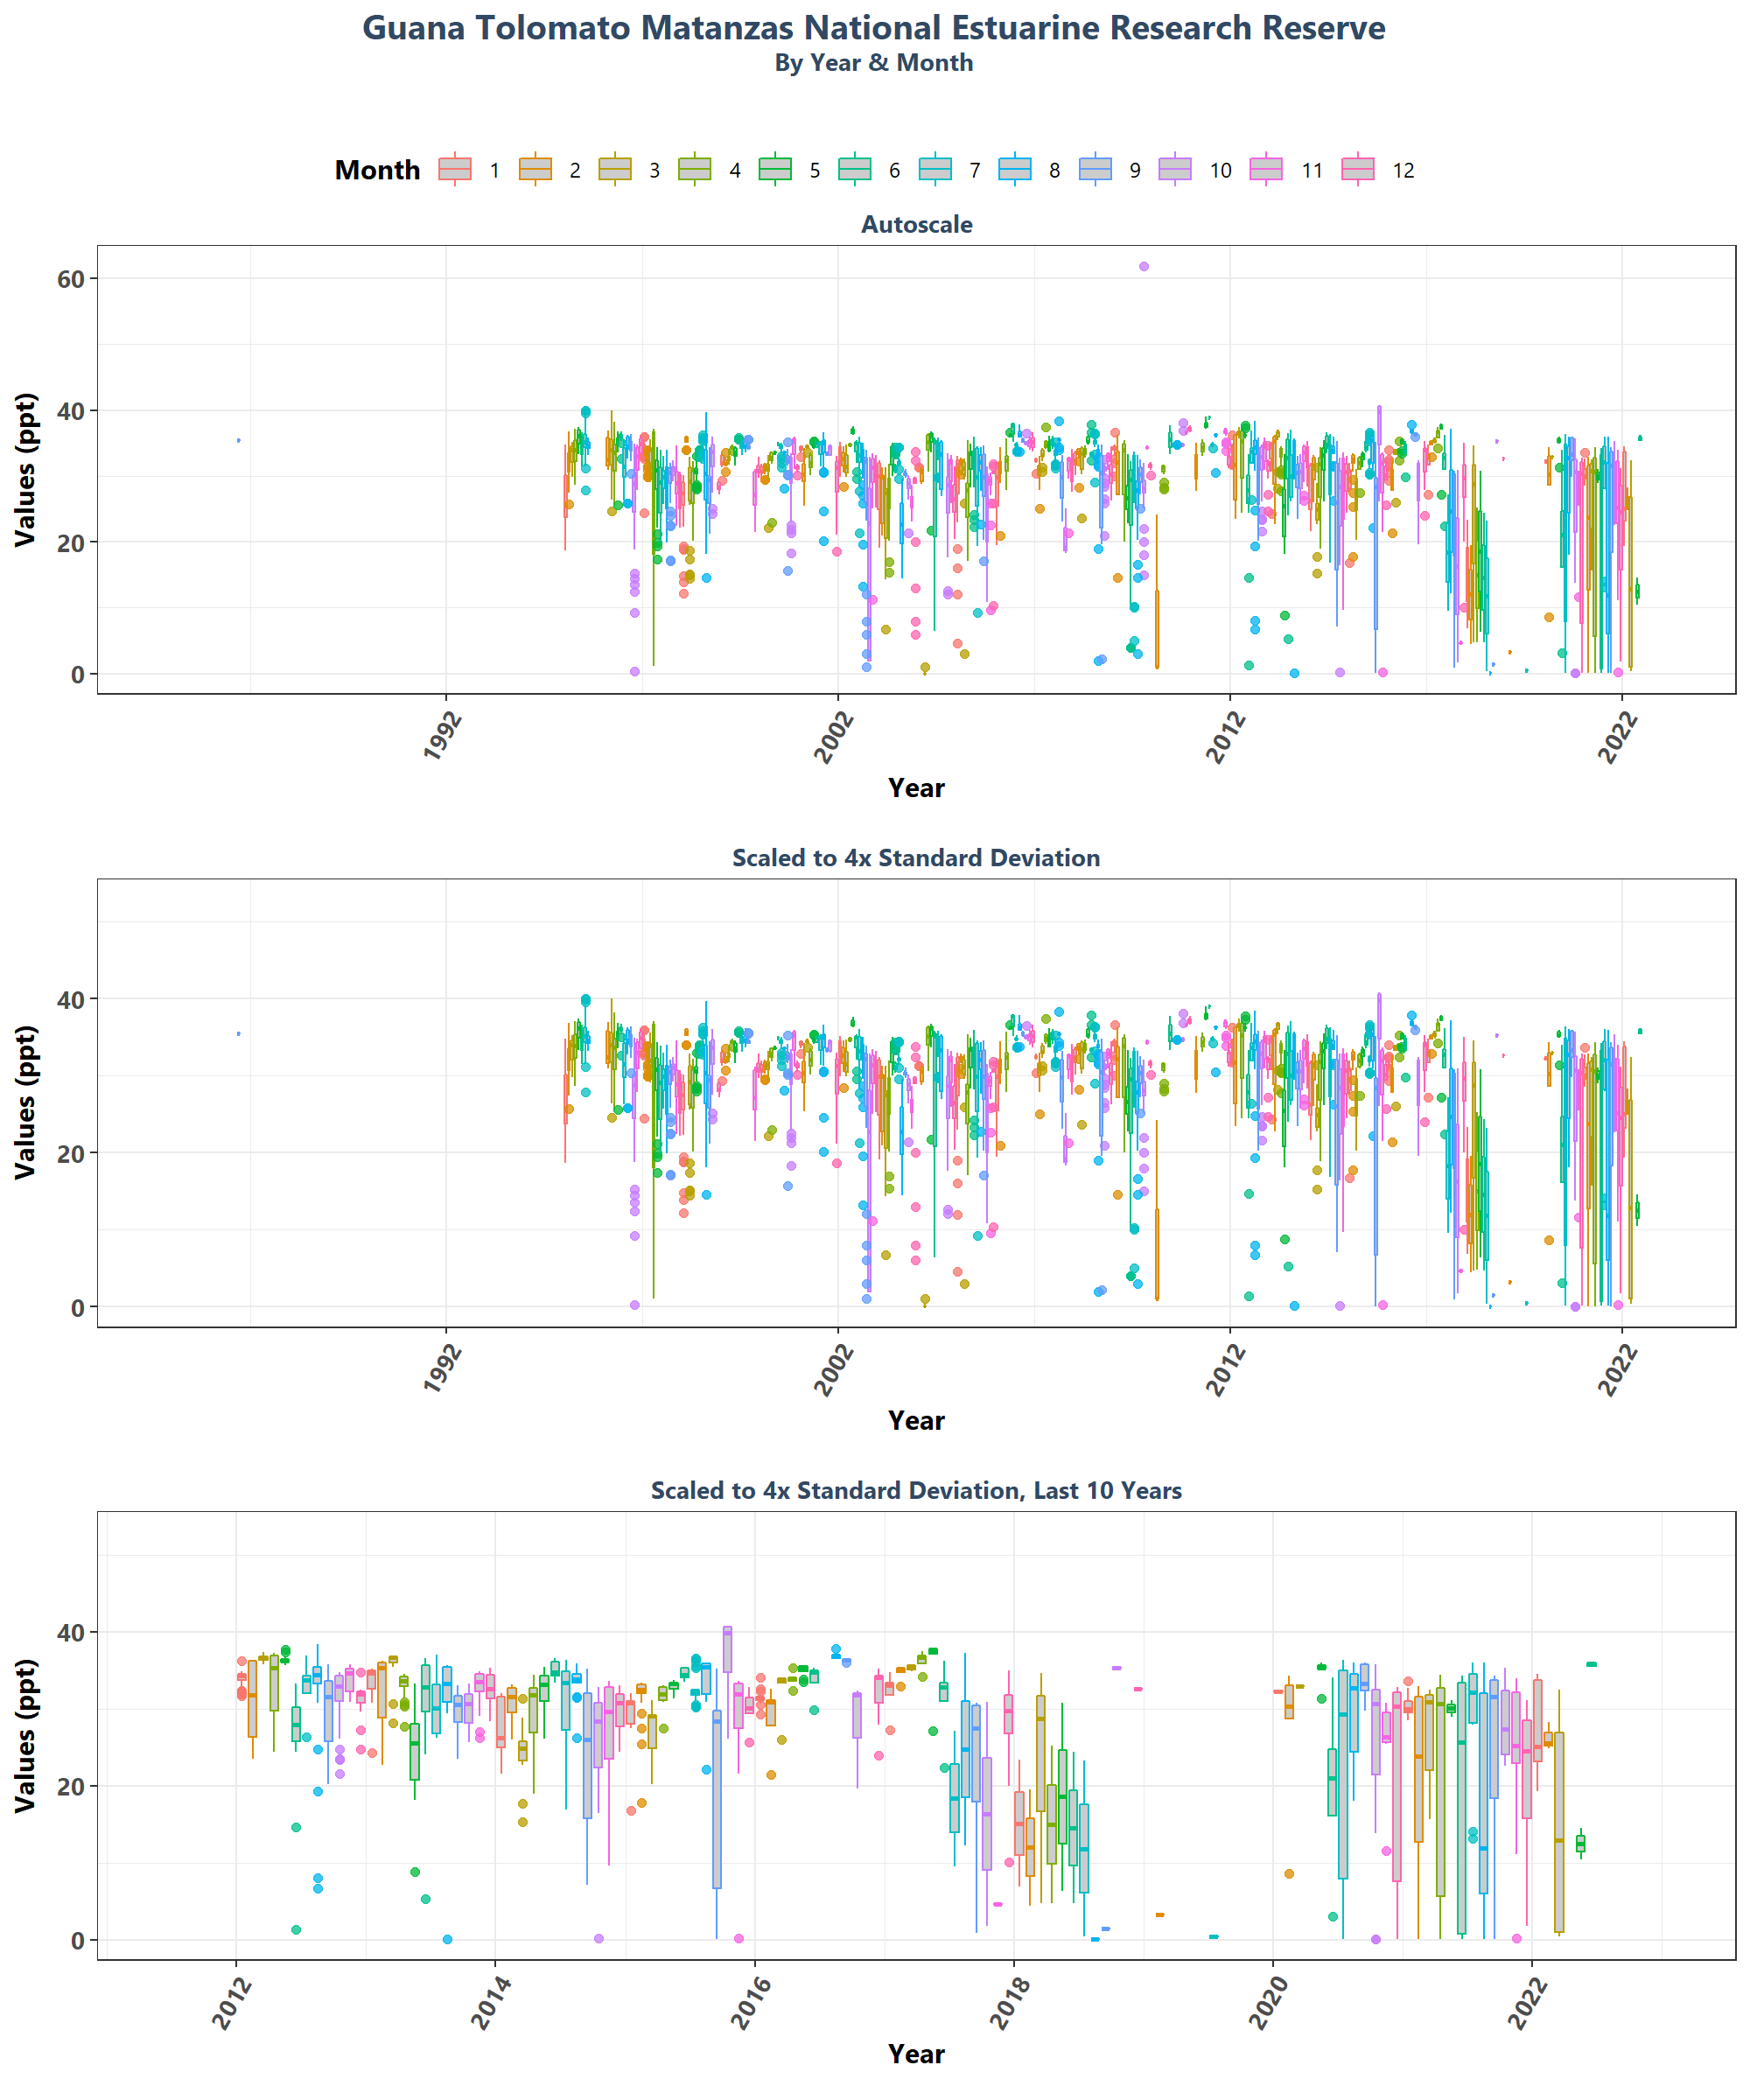 Guana Tolomato Matanzas National Estuarine Research Reserve
By Year & Month
Month 1 2 3 4 5 6 7 8 9 10 11 12
Autoscale
Values (ppt)
60
40
20
0
1992 2002 2012 2022
Year
Scaled to 4x Standard Deviation
Values (ppt)
40
20
0
1992 2002 2012 2022
Year
Scaled to 4x Standard Deviation, Last 10 Years
Values (ppt)
40
20
0
2012 2014 2016 2018 2020 2022
Year